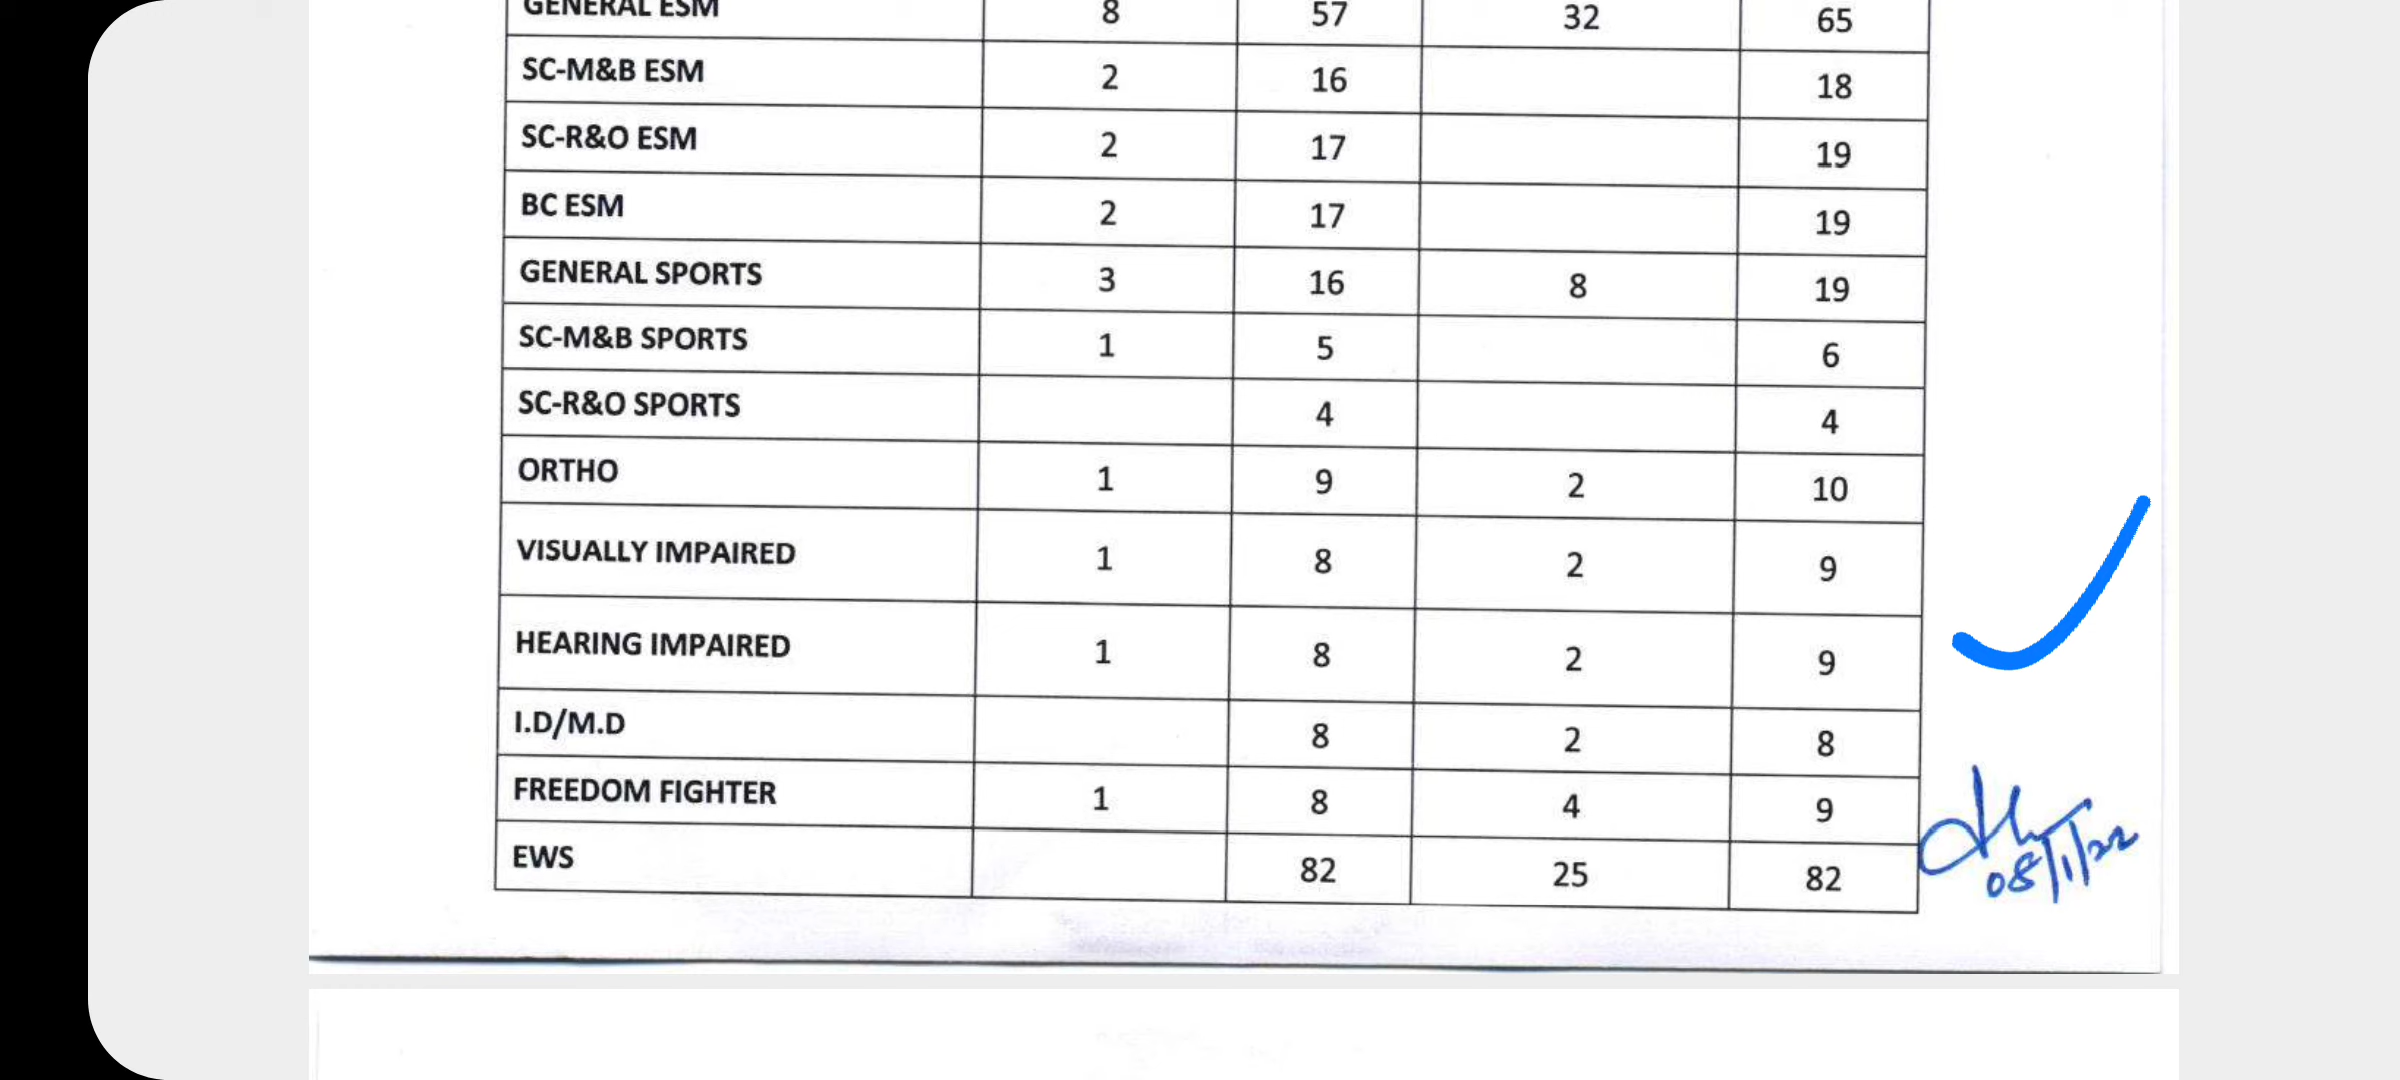 GENERAL ESM 8 57 32 65
SC-M&B ESM 2 16 18
SC-R&O ESM 2 17 19
BC ESM 2 17 19
GENERAL SPORTS 3 16 8 19
SC-M&B SPORTS 1 5 6
SC-R&O SPORTS 4 4
ORTHO 1 9 2 10
VISUALLY IMPAIRED 1 8 2 9
HEARING IMPAIRED 1 8 2 9
I.D/M.D 8 2 8
FREEDOM FIGHTER 1 8 4 9
EWS 82 25 82
08/1/22